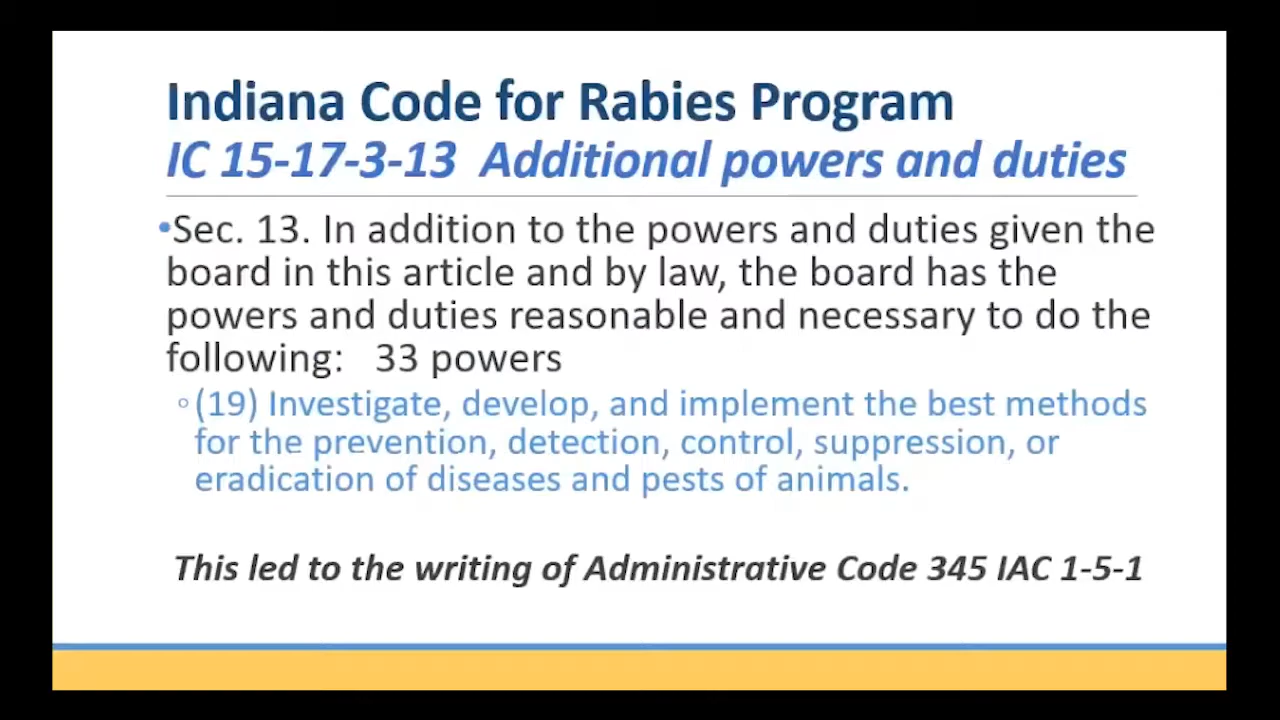 Indiana Code for Rabies Program
IC 15-17-3-13 Additional powers and duties
•Sec. 13. In addition to the powers and duties given the
board in this article and by law, the board has the
powers and duties reasonable and necessary to do the
following: 33 powers
◦(19) Investigate, develop, and implement the best methods
for the prevention, detection, control, suppression, or
eradication of diseases and pests of animals.
This led to the writing of Administrative Code 345 IAC 1-5-1